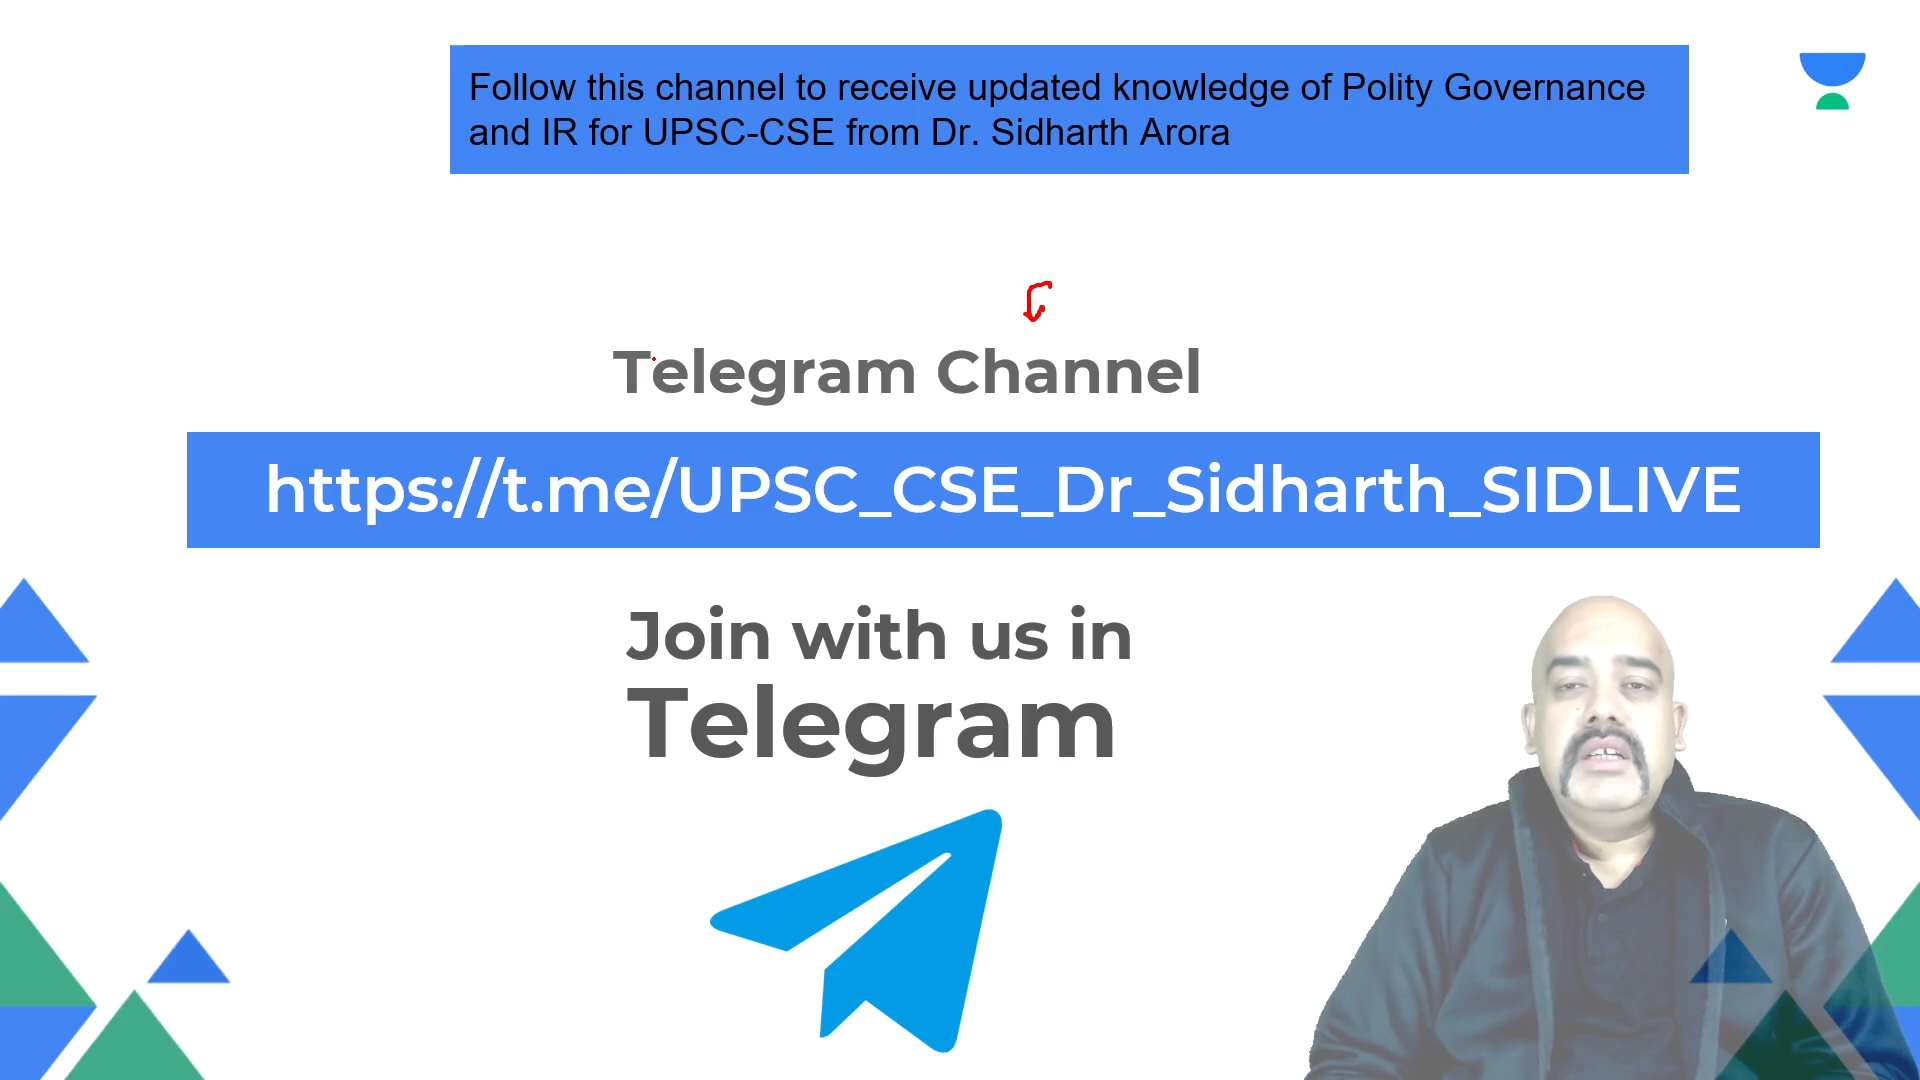 Follow this channel to receive updated knowledge of Polity Governance
and IR for UPSC-CSE from Dr. Sidharth Arora
Telegram Channel
https://t.me/UPSC_CSE_Dr_Sidharth_SIDLIVE
Join with us in
Telegram